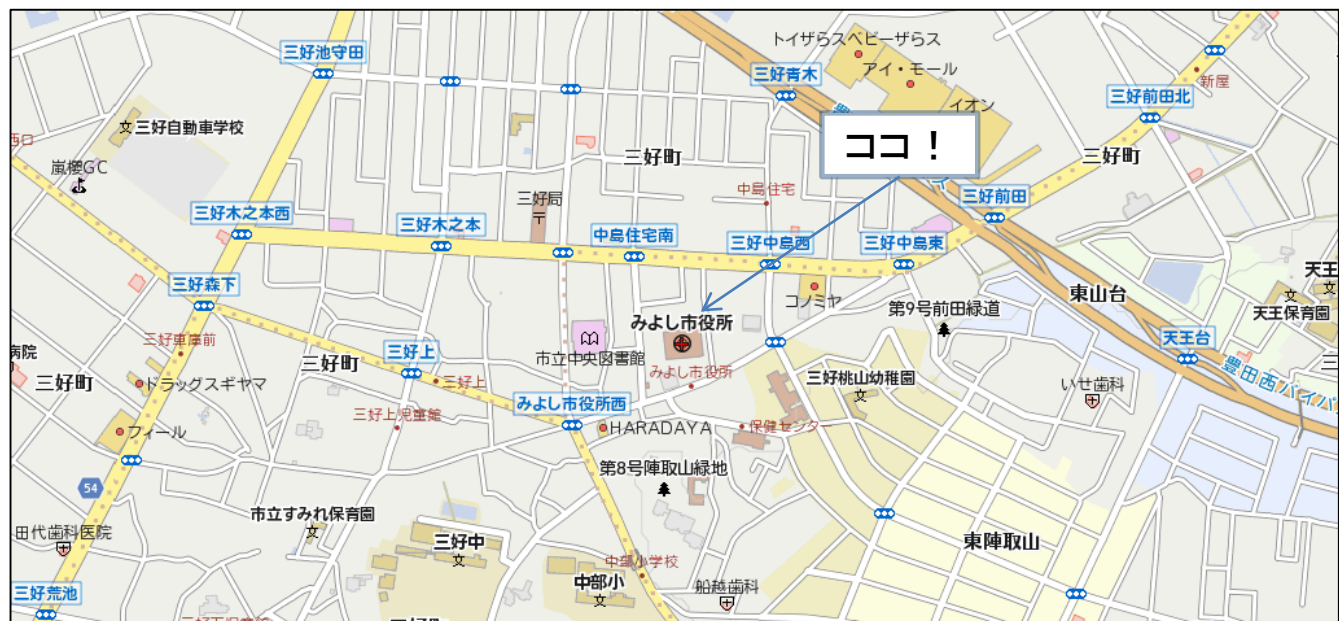 トイザらスベビーザらス
三好池守田
三好青木
アイ・モール
新屋
三好前田北
イオン
三好自動車学校
西口
ココ！
三好町
三好町
嵐櫻GC
中島住宅
三好前田
三好局
三好木之本西
三好木之本
中島住宅南
三好中島西
三好中島東
天王
三好森下
コノミヤ
第9号前田緑道
東山台
天王保育園
みよし市役所
三好車庫前
天王台
三好上
市立中央図書館
病院
三好町
三好町
みよし市役所
三好桃山幼稚園
豊田西バイパ
ドラッグスギヤマ
三好上
いせ歯科
みよし市役所西
三好上児童館
フィール
HARADAYA
保健センター
第8号陣取山緑地
54
市立すみれ保育園
田代歯科医院
三好中
東陣取山
中部小学校
中部小
船越歯科
三好荒池